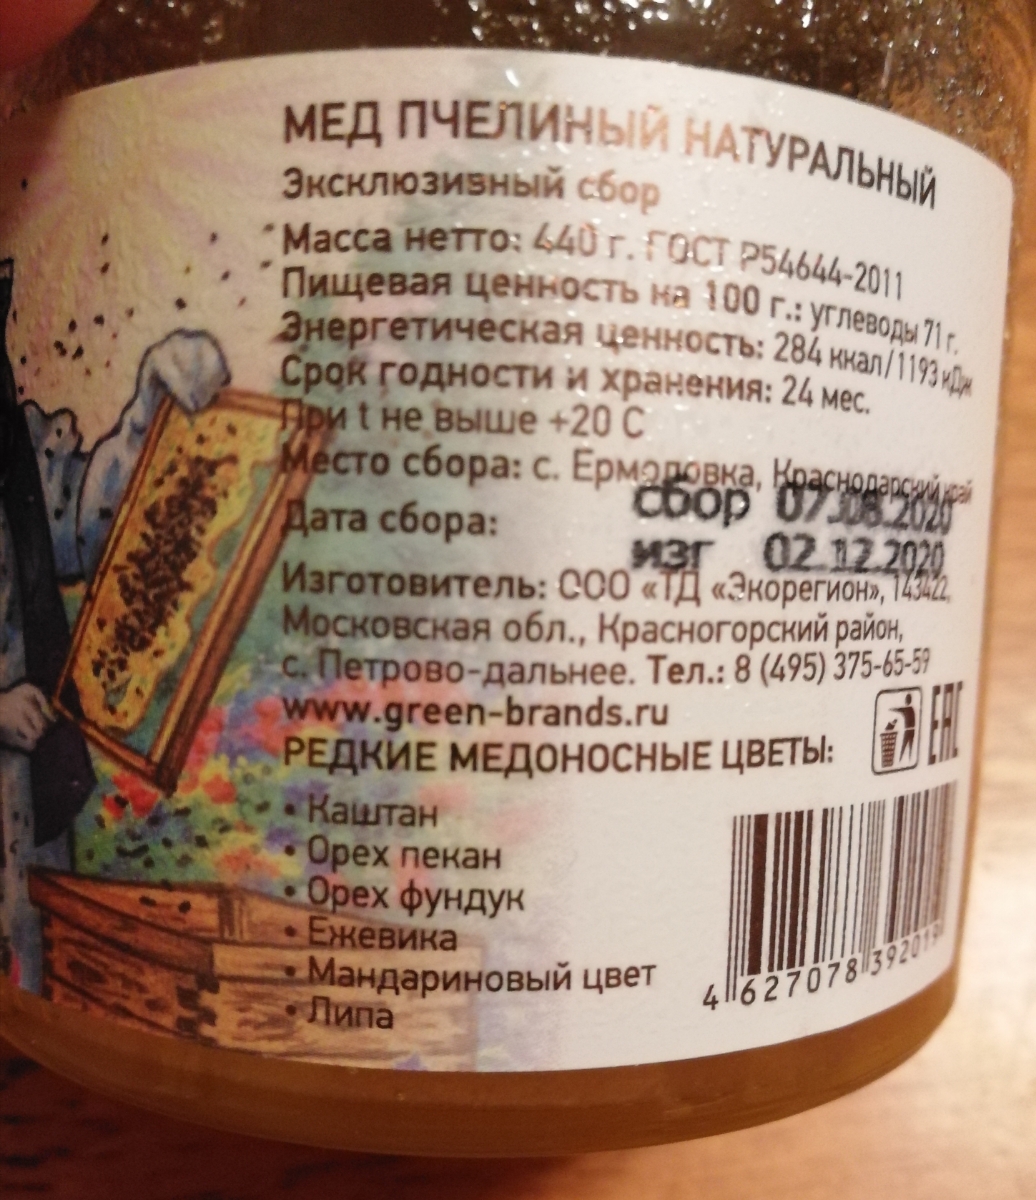 МЕД ПЧЕЛИНЫЙ НАТУРАЛЬНЫЙ
Эксклюзивный сбор
Масса нетто: 440 г. ГОСТ Р54644-2011
Пищевая ценность на 100 г.: углеводы 71 г.
Энергетическая ценность: 284 ккал/1193 кДж
Срок годности и хранения: 24 мес.
При t не выше +20 С
Место сбора: с. Ермоловка, Краснодарский край
Дата сбора: сбор 07.08.2020
изг 02.12.2020
Изготовитель: ООО «ТД «Экорегион», 143422,
Московская обл., Красногорский район,
с. Петрово-дальнее. Тел.: 8 (495) 375-65-59
www.green-brands.ru
РЕДКИЕ МЕДОНОСНЫЕ ЦВЕТЫ:
EAC
• Каштан
• Орех пекан
• Орех фундук
• Ежевика
• Мандариновый цвет
• Липа
4 627078 392019